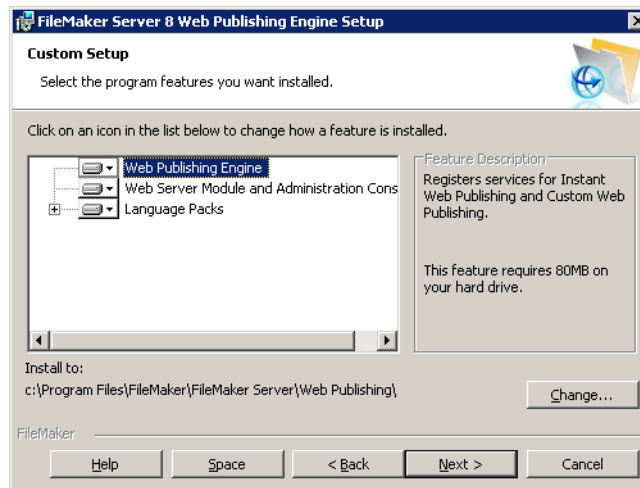 FileMaker Server 8 Web Publishing Engine Setup
Custom Setup
Select the program features you want installed.
Click on an icon in the list below to change how a feature is installed.
Web Publishing Engine
Web Server Module and Administration Cons
Language Packs
Feature Description
Registers services for Instant
Web Publishing and Custom Web
Publishing.
This feature requires 80MB on
your hard drive.
Install to:
c:\Program Files\FileMaker\FileMaker Server\Web Publishing\
Change...
FileMaker
Help
Space
< Back
Next >
Cancel